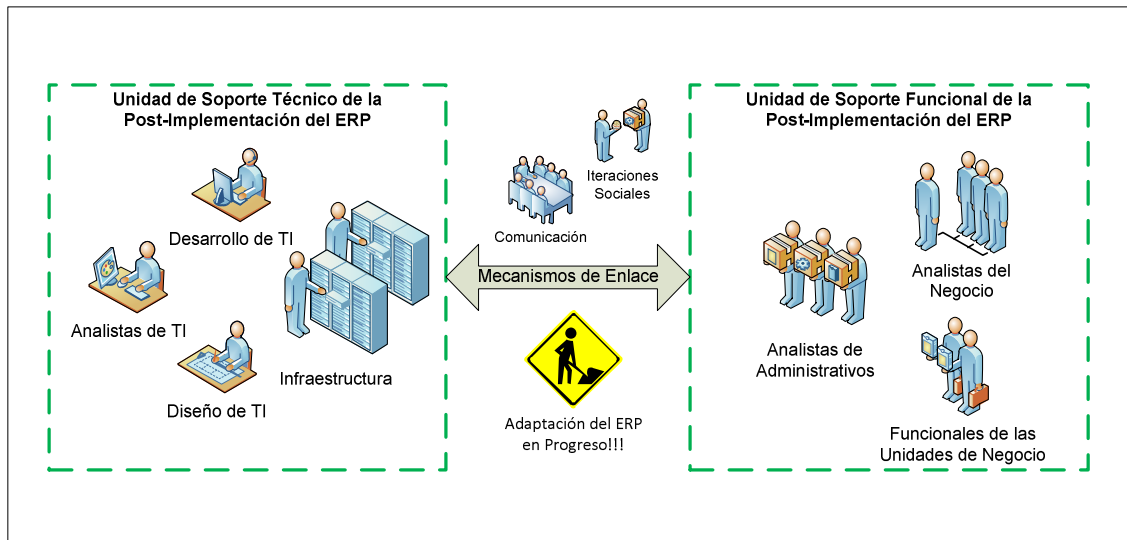 Unidad de Soporte Técnico de la
Post-Implementación del ERP
Desarrollo de TI
Analistas de TI
Diseño de TI
Infraestructura
Iteraciones
Sociales
Comunicación
Mecanismos de Enlace
Adaptación del ERP
en Progreso!!!
Unidad de Soporte Funcional de la
Post-Implementación del ERP
Analistas del
Negocio
Analistas de
Administrativos
Funcionales de las
Unidades de Negocio